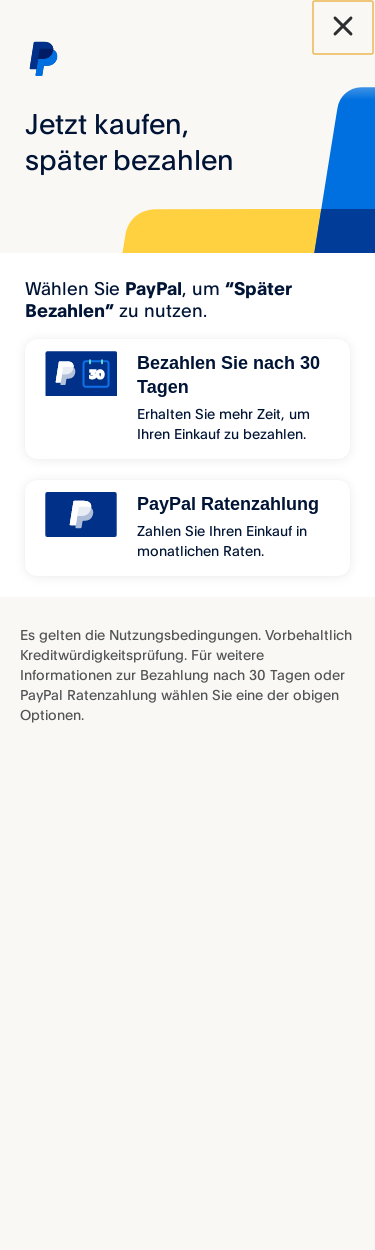 Jetzt kaufen,
später bezahlen
Wählen Sie PayPal, um “Später
Bezahlen” zu nutzen.
30
Bezahlen Sie nach 30
Tagen
Erhalten Sie mehr Zeit, um
Ihren Einkauf zu bezahlen.
PayPal Ratenzahlung
Zahlen Sie Ihren Einkauf in
monatlichen Raten.
Es gelten die Nutzungsbedingungen. Vorbehaltlich
Kreditwürdigkeitsprüfung. Für weitere
Informationen zur Bezahlung nach 30 Tagen oder
PayPal Ratenzahlung wählen Sie eine der obigen
Optionen.